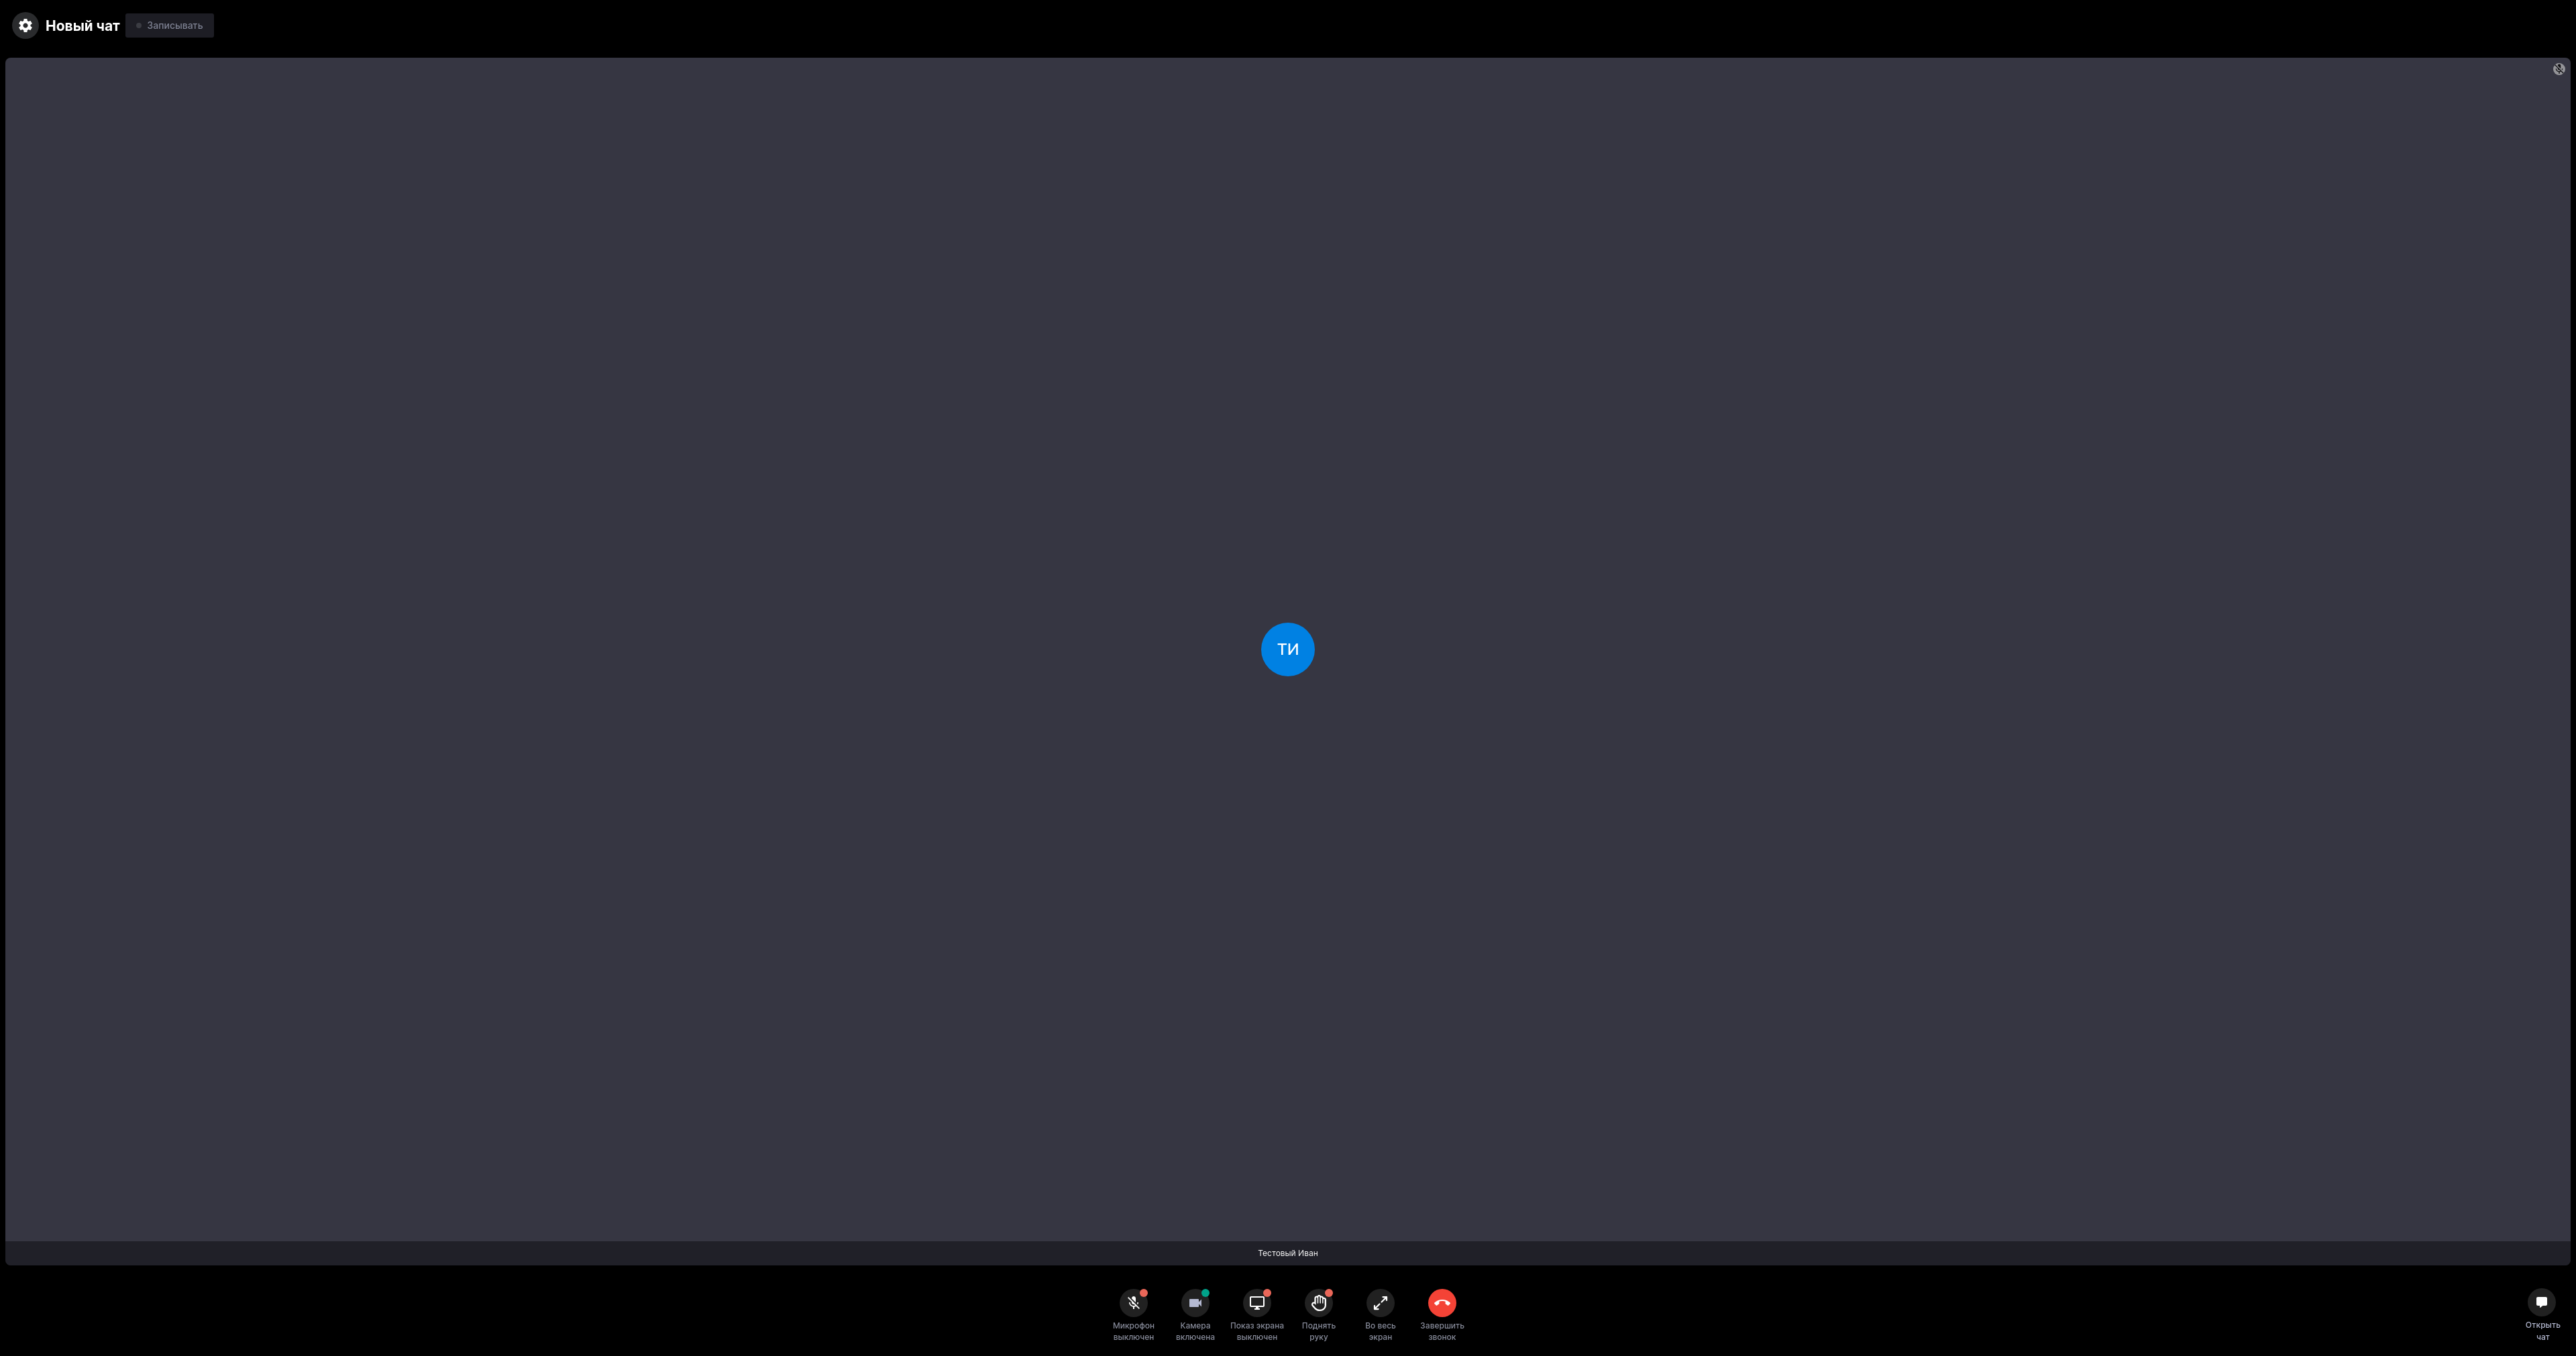 Новый чат
Записывать
ТИ
Тестовый Иван
Микрофон выключен
Камера включена
Показ экрана выключен
Поднять руку
Во весь экран
Завершить звонок
Открыть чат